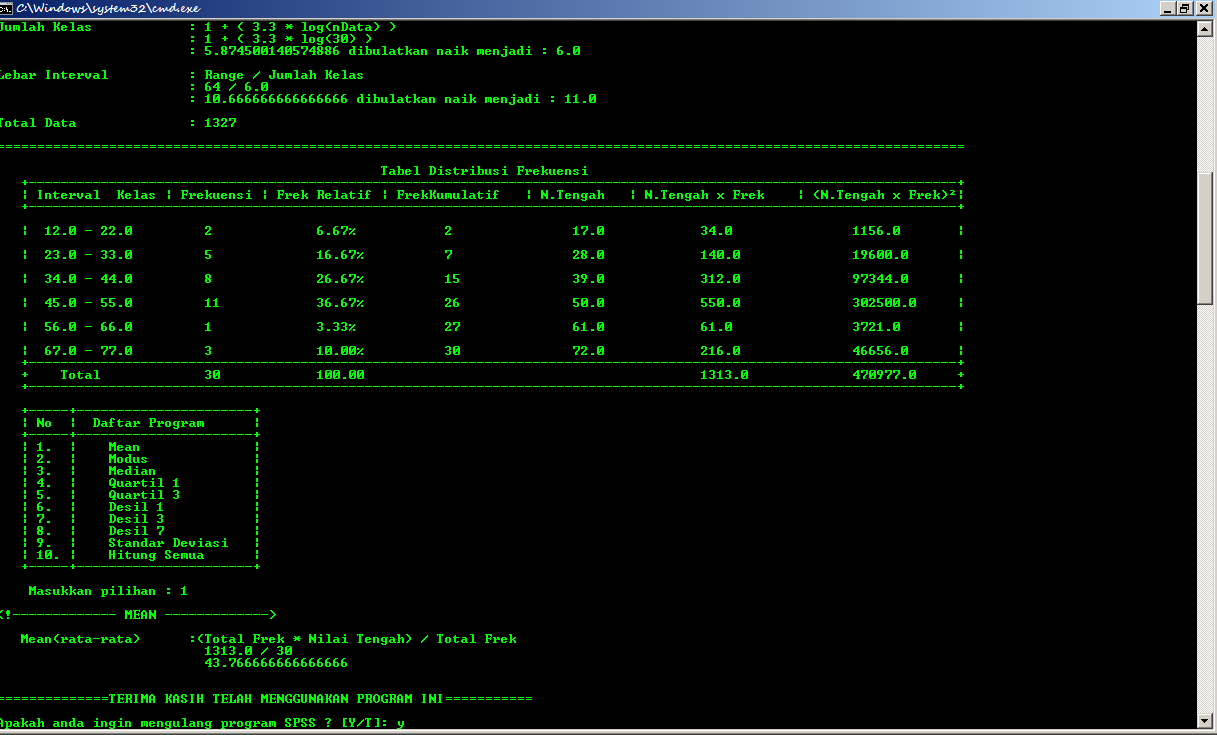 C:\Windows\system32\cmd.exe
Jumlah Kelas : 1 + ( 3.3 * log(nData) )
: 1 + ( 3.3 * log(30) )
: 5.874500140574886 dibulatkan naik menjadi : 6.0
Lebar Interval : Range / Jumlah Kelas
: 64 / 6.0
: 10.666666666666666 dibulatkan naik menjadi : 11.0
Total Data : 1327
Tabel Distribusi Frekuensi
| Interval Kelas | Frekuensi | Frek Relatif | FrekKumulatif | N.Tengah | N.Tengah x Frek | (N.Tengah x Frek)²|
| 12.0 - 22.0 2 6.67% 2 17.0 34.0 1156.0 |
| 23.0 - 33.0 5 16.67% 7 28.0 140.0 19600.0 |
| 34.0 - 44.0 8 26.67% 15 39.0 312.0 97344.0 |
| 45.0 - 55.0 11 36.67% 26 50.0 550.0 302500.0 |
| 56.0 - 66.0 1 3.33% 27 61.0 61.0 3721.0 |
| 67.0 - 77.0 3 10.00% 30 72.0 216.0 46656.0 |
+ Total 30 100.00 1313.0 470977.0 +
| No | Daftar Program |
| 1. | Mean |
| 2. | Modus |
| 3. | Median |
| 4. | Quartil 1 |
| 5. | Quartil 3 |
| 6. | Desil 1 |
| 7. | Desil 3 |
| 8. | Desil 7 |
| 9. | Standar Deviasi |
| 10. | Hitung Semua |
Masukkan pilihan : 1
<!------------- MEAN ------------->
Mean(rata-rata) :(Total Frek * Nilai Tengah) / Total Frek
1313.0 / 30
43.766666666666666
==============TERIMA KASIH TELAH MENGGUNAKAN PROGRAM INI===========
Apakah anda ingin mengulang program SPSS ? [Y/T]: y